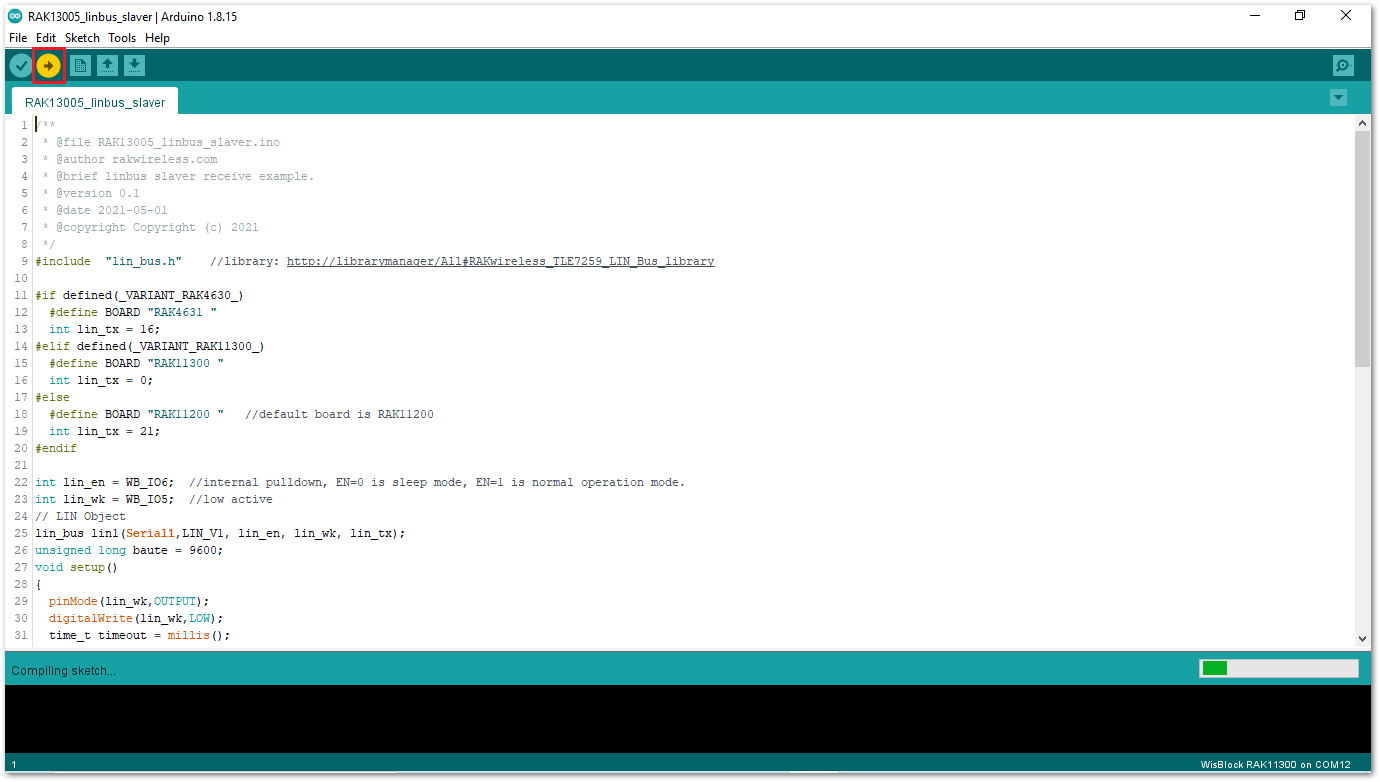 RAK13005_linbus_slaver | Arduino 1.8.15
File Edit Sketch Tools Help
RAK13005_linbus_slaver
1 /**
2  * @file RAK13005_linbus_slaver.ino
3  * @author rakwireless.com
4  * @brief linbus slaver receive example.
5  * @version 0.1
6  * @date 2021-05-01
7  * @copyright Copyright (c) 2021
8  */
9 #include  "lin_bus.h"    //library: http://librarymanager/All#RAKwireless_TLE7259_LIN_Bus_library
10
11 #if defined(_VARIANT_RAK4630_)
12   #define BOARD "RAK4631 "
13   int lin_tx = 16;
14 #elif defined(_VARIANT_RAK11300_)
15   #define BOARD "RAK11300 "
16   int lin_tx = 0;
17 #else
18   #define BOARD "RAK11200 "   //default board is RAK11200
19   int lin_tx = 21;
20 #endif
21
22 int lin_en = WB_IO6;  //internal pulldown, EN=0 is sleep mode, EN=1 is normal operation mode.
23 int lin_wk = WB_IO5;  //low active
24 // LIN Object
25 lin_bus lin1(Serial1,LIN_V1, lin_en, lin_wk, lin_tx);
26 unsigned long baute = 9600;
27 void setup()
28 {
29   pinMode(lin_wk,OUTPUT);
30   digitalWrite(lin_wk,LOW);
31   time_t timeout = millis();
Compiling sketch...
1 WisBlock RAK11300 on COM12